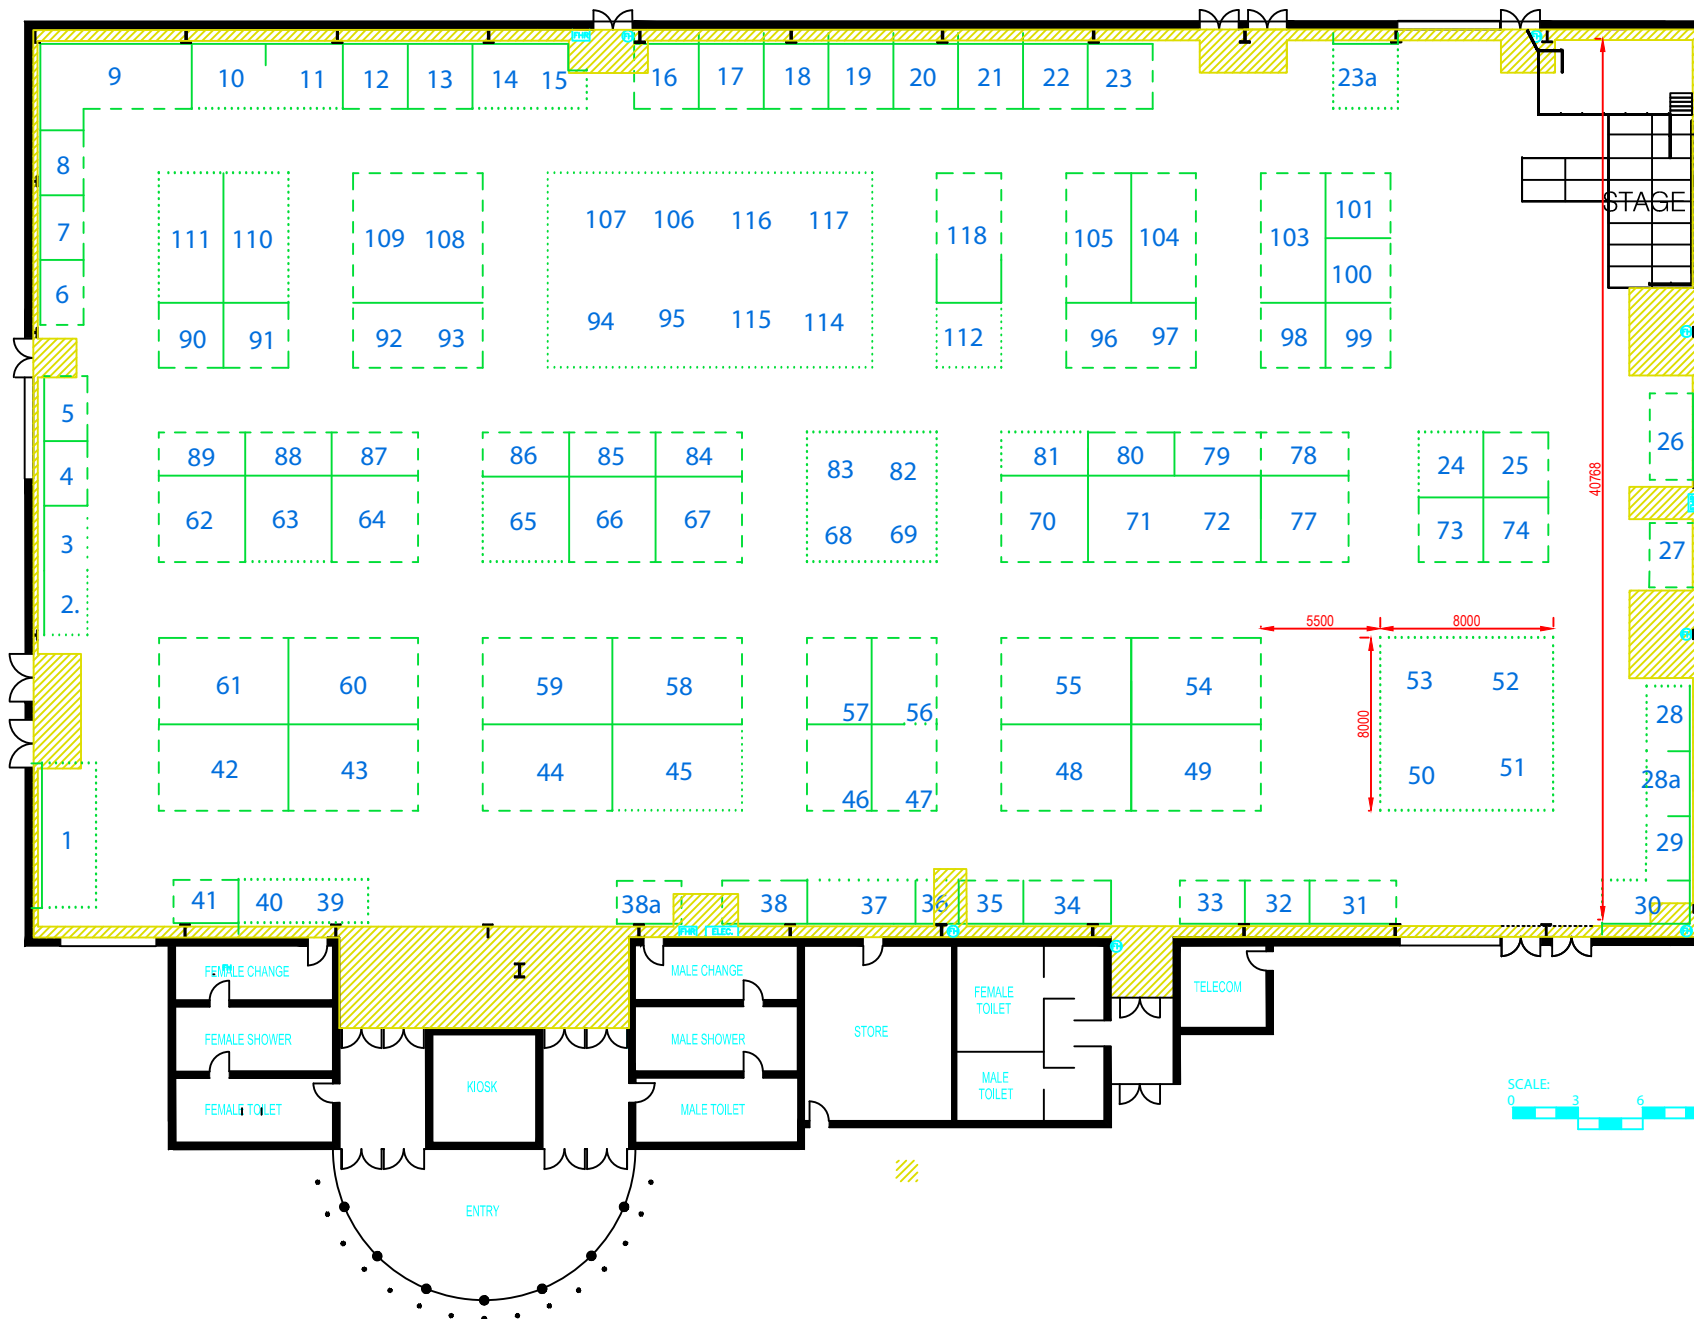 FHR
9 10 11 12 13 14 15 16 17 18 19 20 21 22 23 23a
8
111 110 109 108 107 106 116 117 118 105 104 103 101
STAGE
7
100
6
90 91 92 93 94 95 115 114 112 96 97 98 99
5
89 88 87 86 85 84 83 82 81 80 79 78 24 25 26
4
40768
62 63 64 65 66 67 68 69 70 71 72 77 73 74 27
3
2.
5500 8000
61 60 59 58 57 56 55 54 53 52 28
8000
42 43 44 45 46 47 48 49 50 51 28a
1
29
41 40 39 38a 38 37 36 35 34 33 32 31 30
FHR ELEC.
FEMALE CHANGE
MALE CHANGE
FEMALE
TOILET
TELECOM
FEMALE SHOWER
MALE SHOWER
STORE
KIOSK
MALE
TOILET
FEMALE TOILET
MALE TOILET
SCALE:
0 3 6
ENTRY